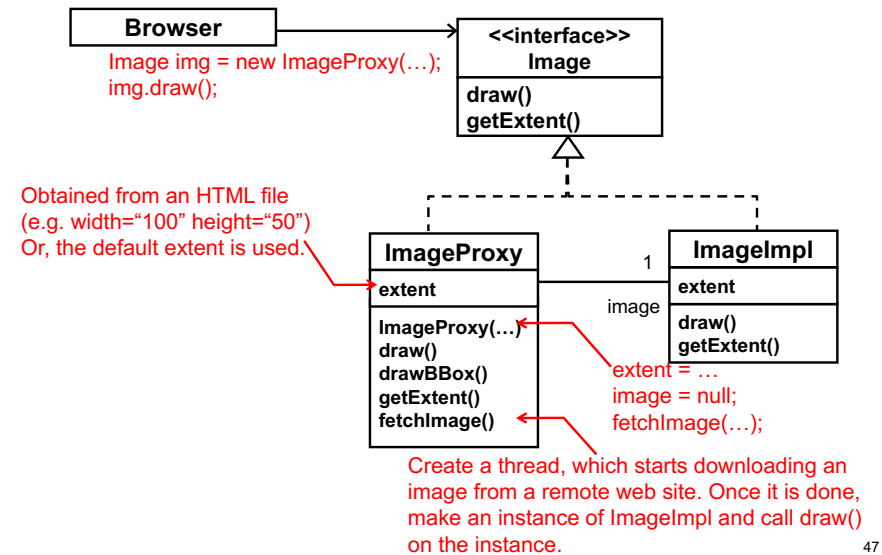 Browser
<<interface>>
Image
Image img = new ImageProxy(…);
img.draw();
draw()
getExtent()
Obtained from an HTML file
(e.g. width=“100” height=“50”)
Or, the default extent is used.
ImageProxy
extent
ImageProxy(…)
draw()
drawBBox()
getExtent()
fetchImage()
1
image
ImageImpl
extent
draw()
getExtent()
extent = …
image = null;
fetchImage(…);
Create a thread, which starts downloading an
image from a remote web site. Once it is done,
make an instance of ImageImpl and call draw()
on the instance.
47